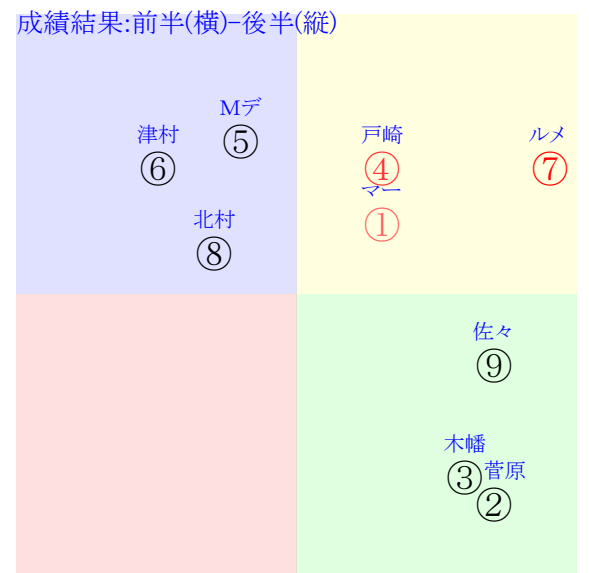 成績結果:前半(横)-後半(縦)
Mデ
⑤
津村
⑥
戸崎
④
ルメ
⑦
マー
①
北村
⑧
佐々
⑨
木幡
③
菅原
②